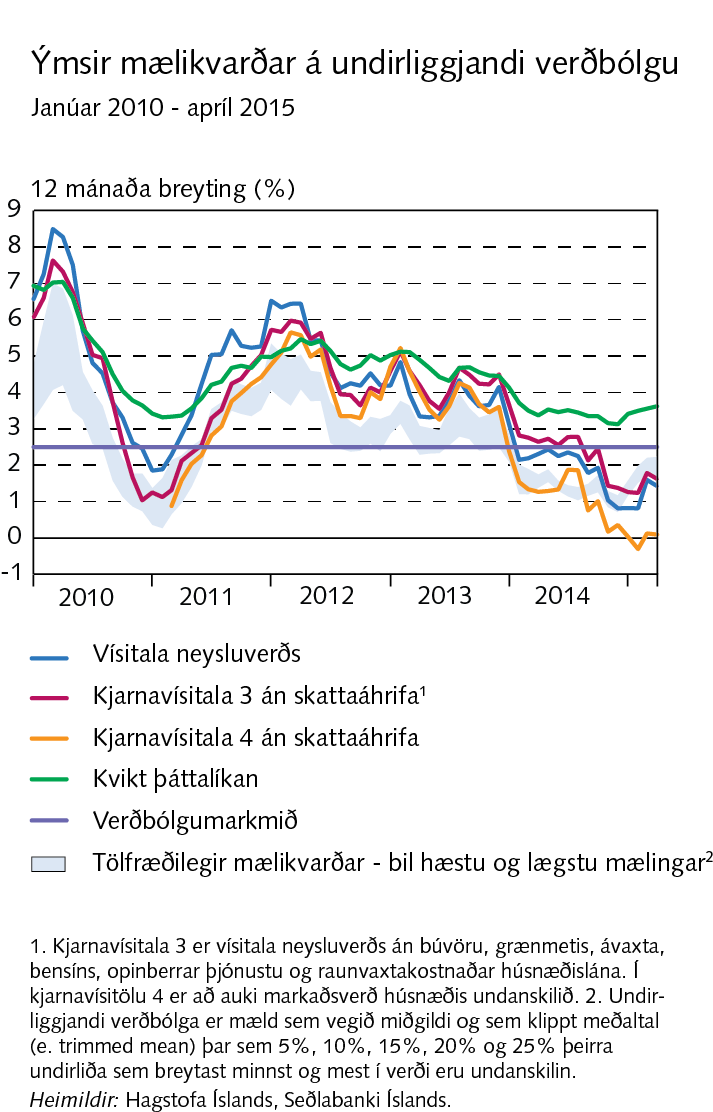 Ýmsir mælikvarðar á undirliggjandi verðbólgu
Janúar 2010 - apríl 2015
12 mánaða breyting (%)
9
8
7
6
5
4
3
2
1
0
-1
2010 2011 2012 2013 2014
Vísitala neysluverðs
Kjarnavísitala 3 án skattaáhrifa¹
Kjarnavísitala 4 án skattaáhrifa
Kvikt þáttalíkan
Verðbólgumarkmið
Tölfræðilegir mælikvarðar - bil hæstu og lægstu mælingar²
1. Kjarnavísitala 3 er vísitala neysluverðs án búvöru, grænmetis, ávaxta,
bensíns, opinberrar þjónustu og raunvaxtakostnaðar húsnæðislána. Í
kjarnavísitölu 4 er að auki markaðsverð húsnæðis undanskilið. 2. Undir-
liggjandi verðbólga er mæld sem vegið miðgildi og sem klippt meðaltal
(e. trimmed mean) þar sem 5%, 10%, 15%, 20% og 25% þeirra
undirliða sem breytast minnst og mest í verði eru undanskilin.
Heimildir: Hagstofa Íslands, Seðlabanki Íslands.